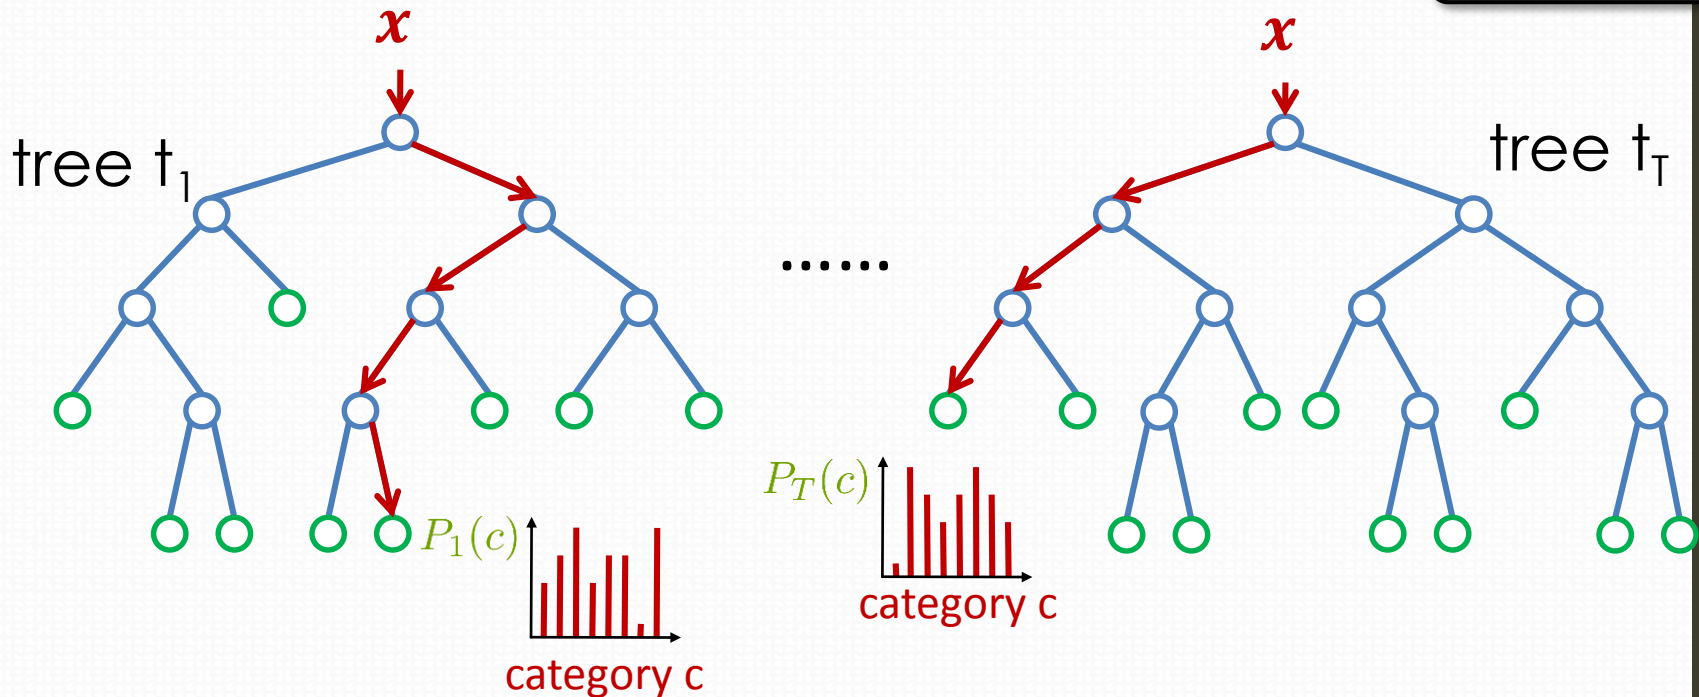 x
x
tree t1
tree tT
......
PT(c)
category c
P1(c)
category c